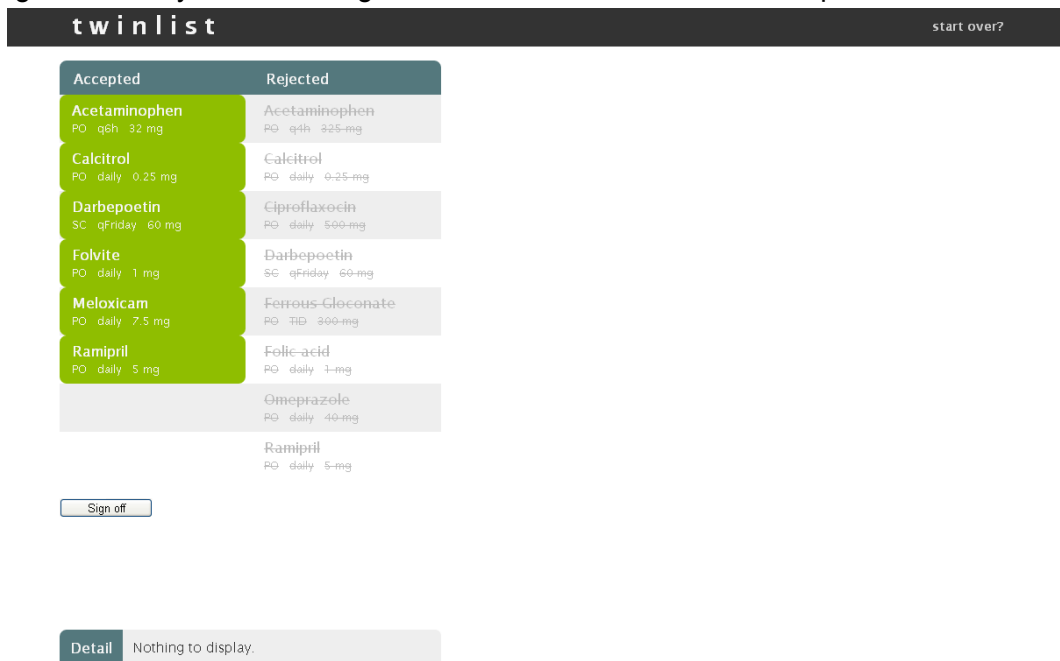 twinlist
start over?
Accepted Rejected
Acetaminophen Acetaminophen
PO q6h 32 mg PO q4h 325 mg
Calcitrol Calcitrol
PO daily 0.25 mg PO daily 0.25 mg
Darbepoetin Ciproflaxocin
SC qFriday 60 mg PO daily 500 mg
Folvite Darbepoetin
PO daily 1 mg SC qFriday 60 mg
Meloxicam Ferrous Gloconate
PO daily 7.5 mg PO TID 300 mg
Ramipril Folic acid
PO daily 5 mg PO daily 1 mg
Omeprazole
PO daily 40 mg
Ramipril
PO daily 5 mg
Sign off
Detail Nothing to display.